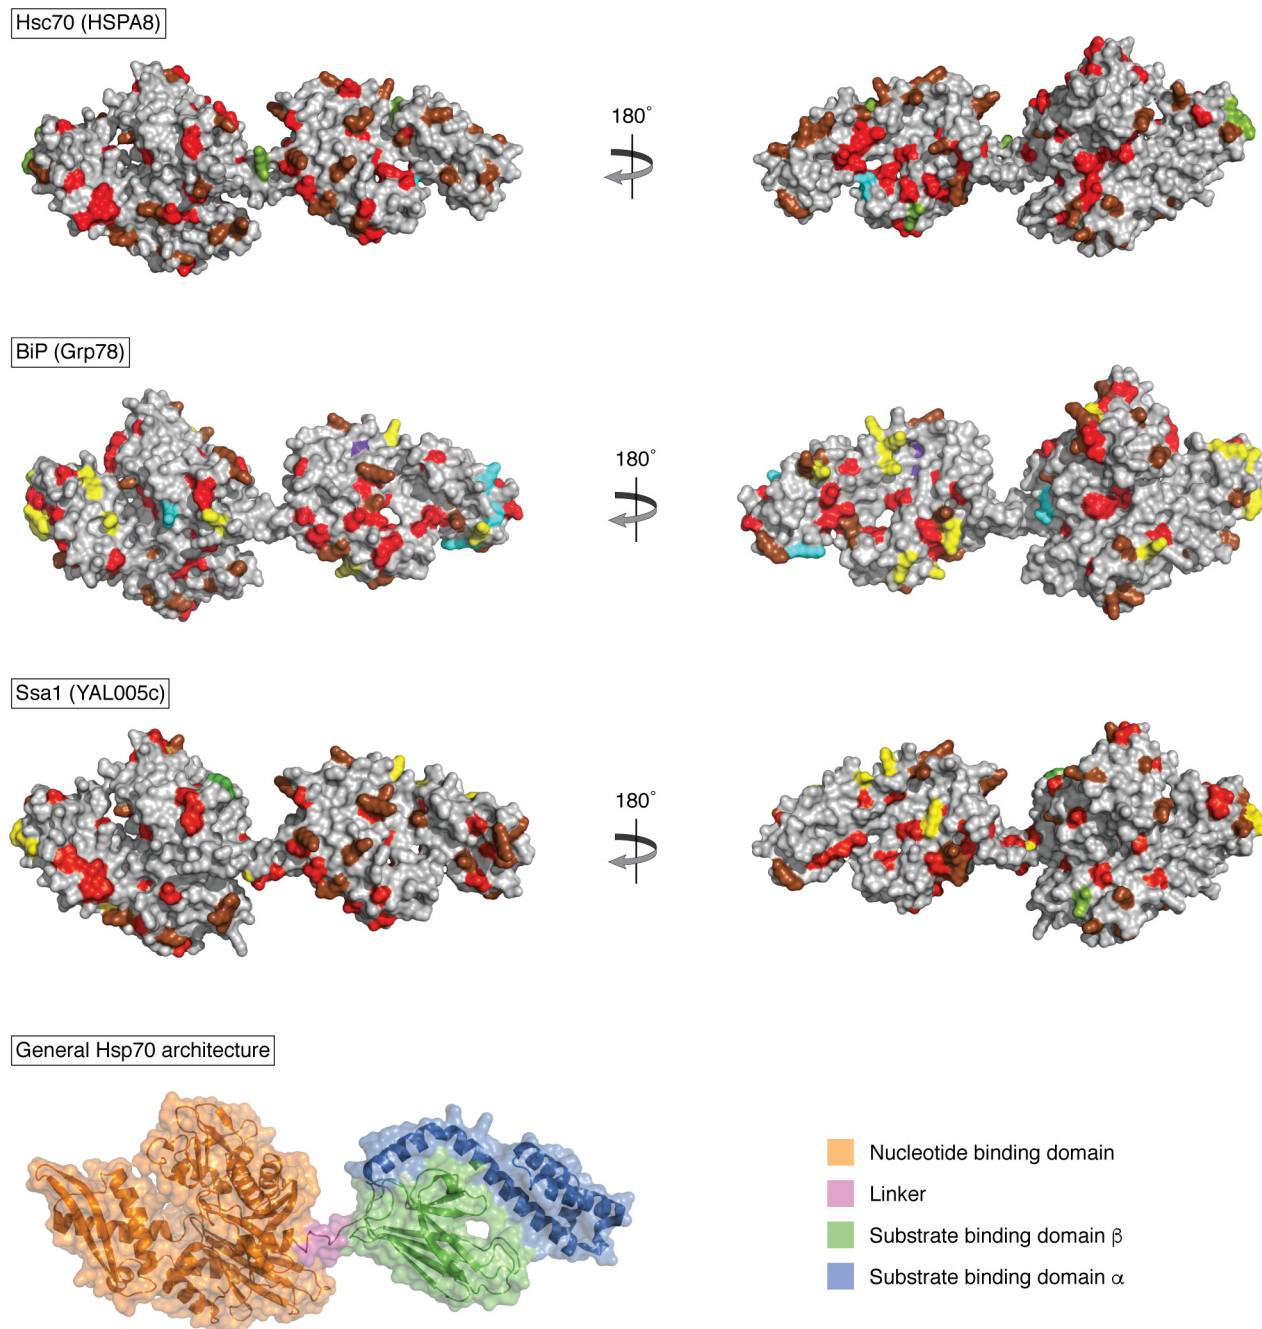 Hsc70 (HSPA8)
180°
BiP (Grp78)
180°
Ssa1 (YAL005c)
180°
General Hsp70 architecture
Nucleotide binding domain
Linker
Substrate binding domain β
Substrate binding domain α